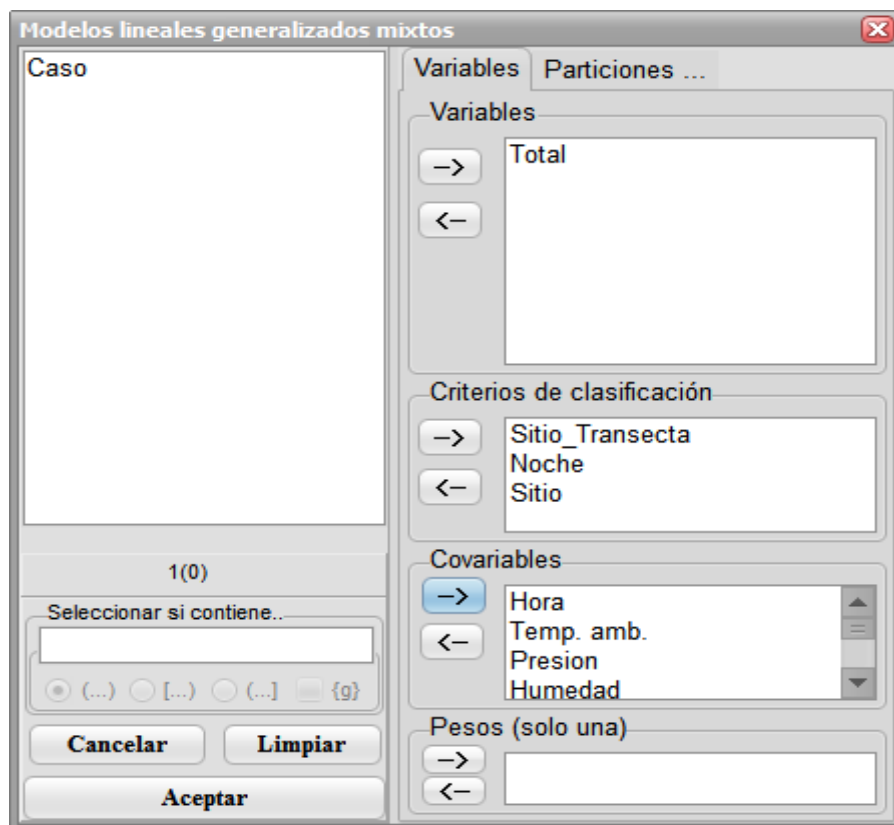 Modelos lineales generalizados mixtos
Caso
1(0)
Seleccionar si contiene..
(...) [...) (...] {g}
Cancelar Limpiar
Aceptar
Variables Particiones ...
Variables
–>
Total
<–
Criterios de clasificación
–>
Sitio_Transecta
Noche
<–
Sitio
Covariables
–>
Hora
Temp. amb.
<–
Presion
Humedad
Pesos (solo una)
–>
<–